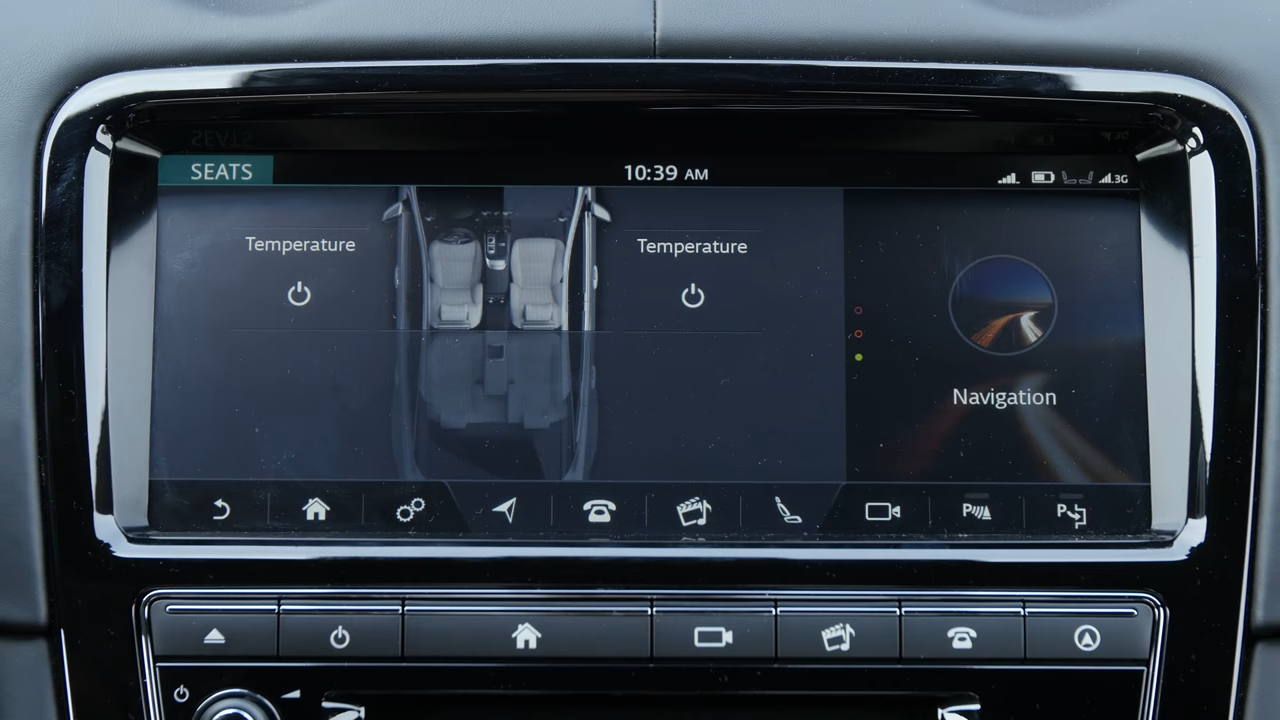 SEATS
10:39 AM
3G
Temperature
Temperature
Navigation
P
P